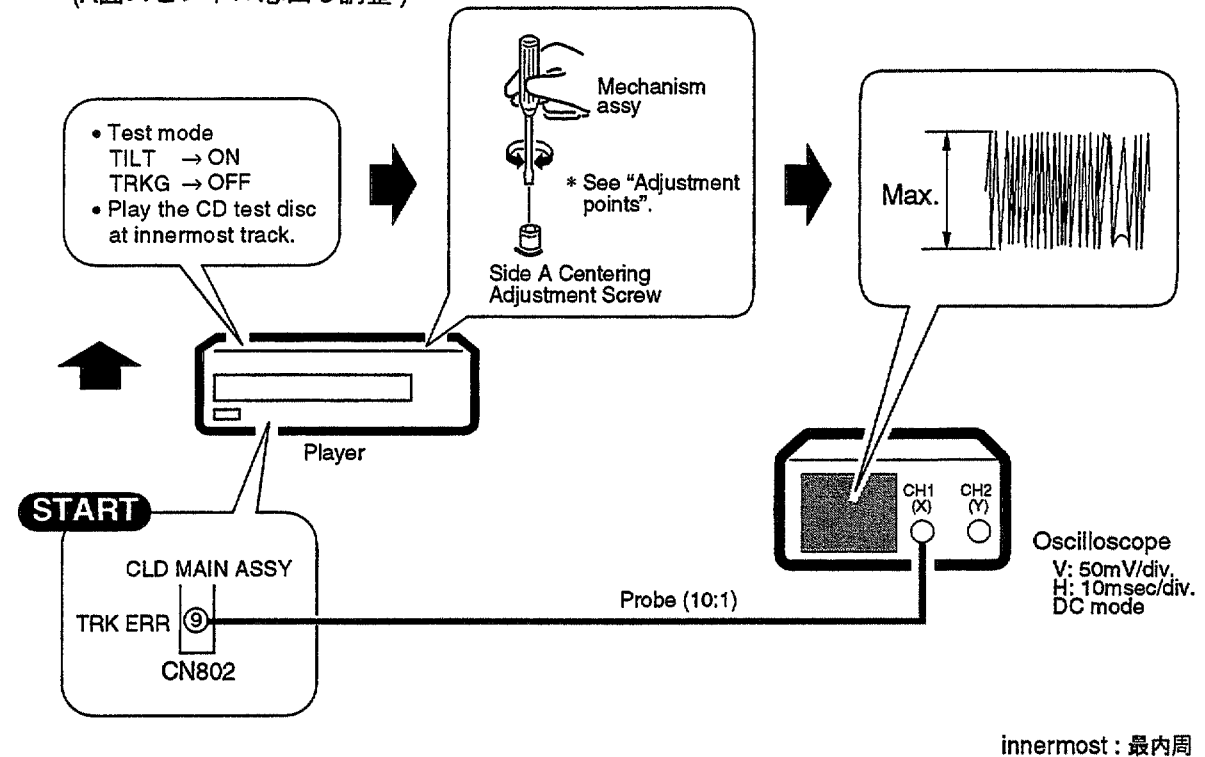 • Test mode
TILT → ON
TRKG → OFF
• Play the CD test disc
at innermost track.
Mechanism
assy
* See “Adjustment
points”.
Side A Centering
Adjustment Screw
Max.
Player
START
CLD MAIN ASSY
TRK ERR ⑨
CN802
Probe (10:1)
CH1
(X)
CH2
(Y)
Oscilloscope
V: 50mV/div,
H: 10msec/div.
DC mode
innermost : 最内周